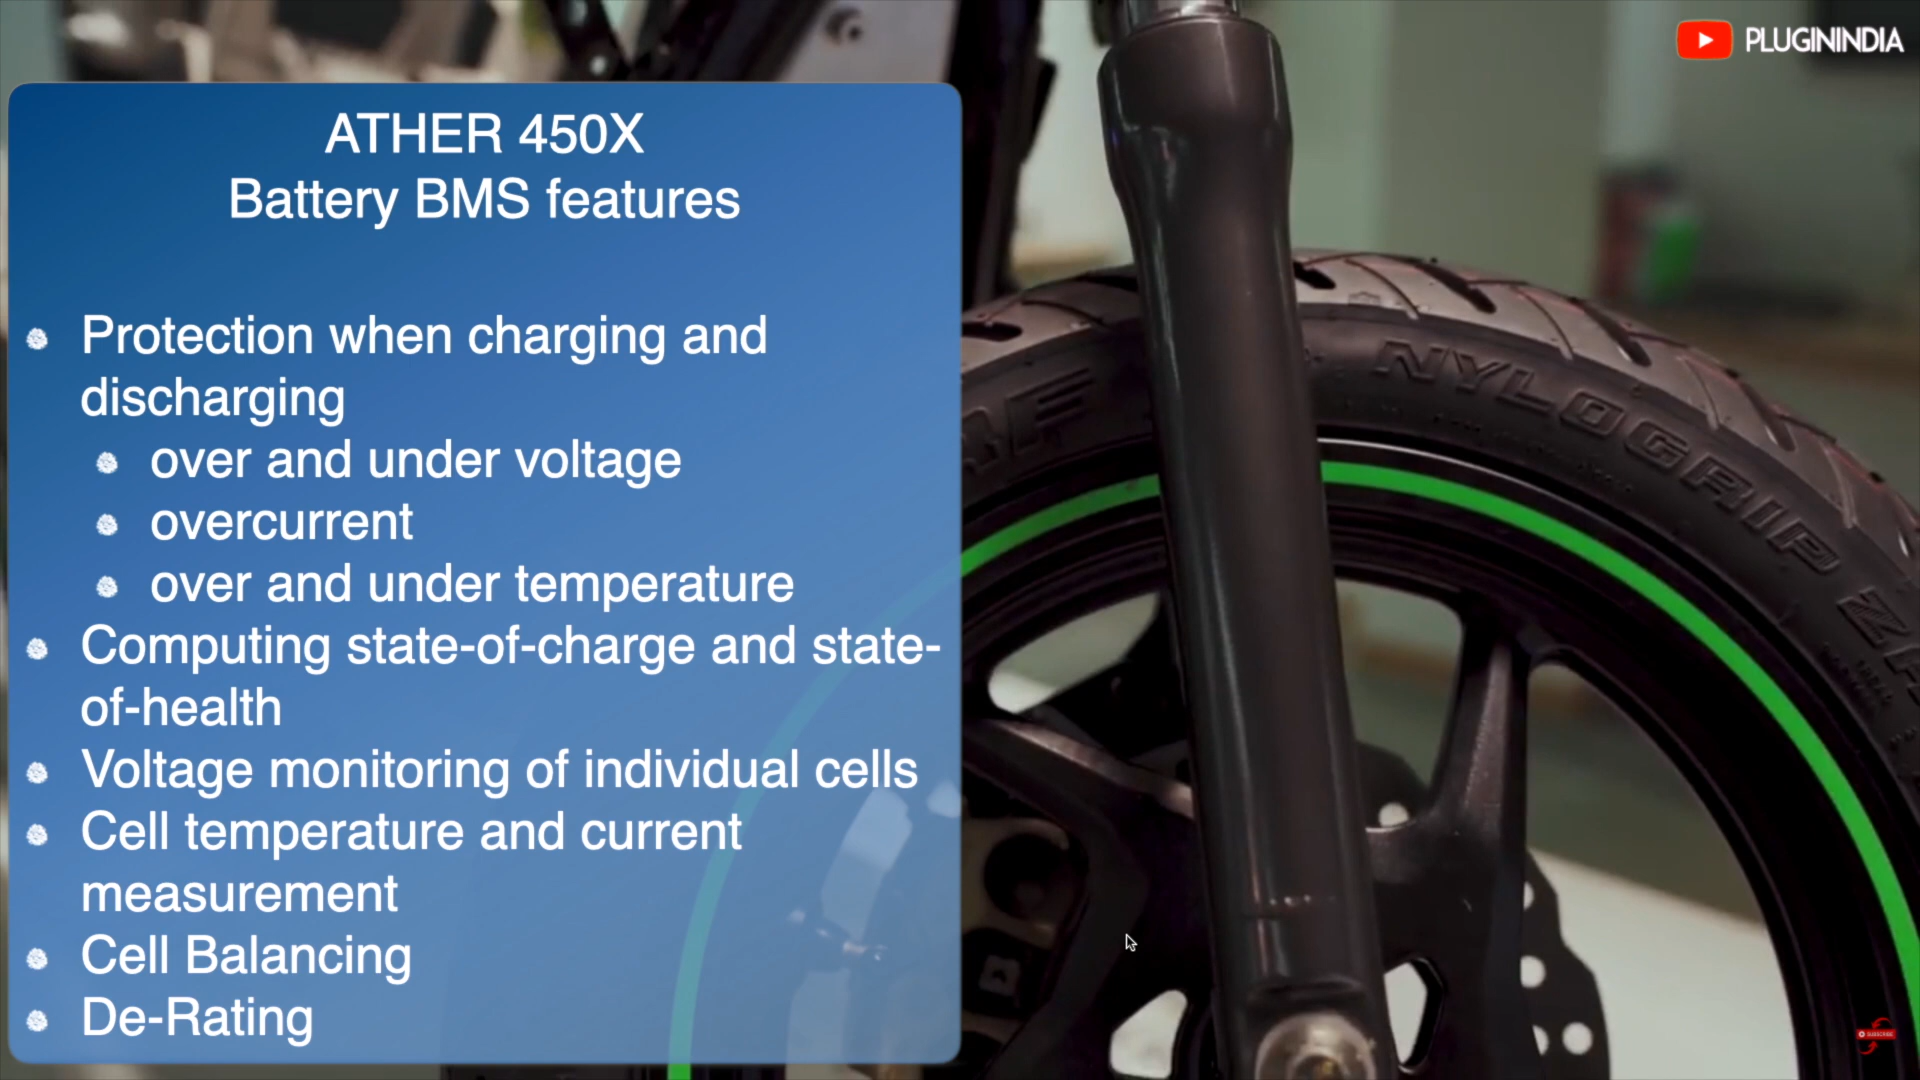 PLUGININDIA
ATHER 450X
Battery BMS features
Protection when charging and
discharging
over and under voltage
overcurrent
over and under temperature
Computing state-of-charge and state-
of-health
Voltage monitoring of individual cells
Cell temperature and current
measurement
Cell Balancing
De-Rating
NYLOGRIP
SUBSCRIBE